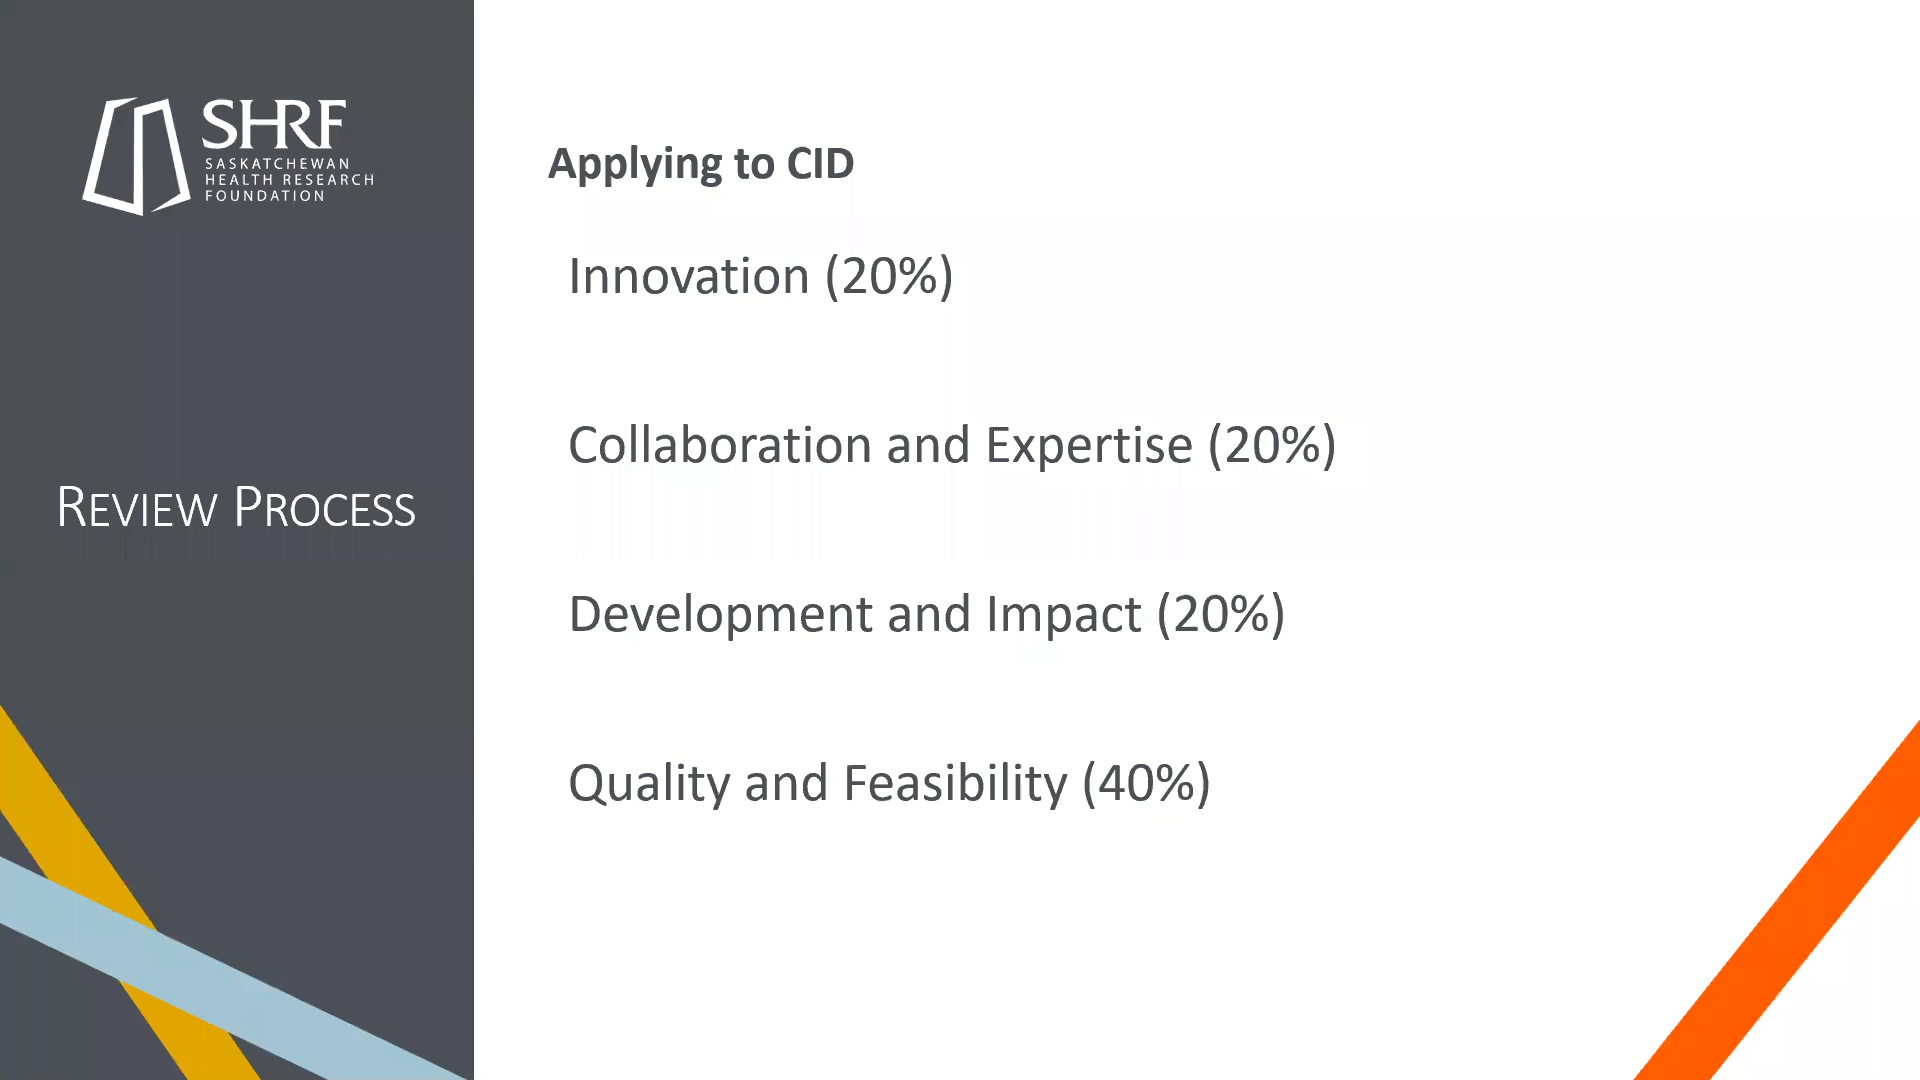 SHRF
SASKATCHEWAN
HEALTH RESEARCH
FOUNDATION
REVIEW PROCESS
Applying to CID
Innovation (20%)
Collaboration and Expertise (20%)
Development and Impact (20%)
Quality and Feasibility (40%)